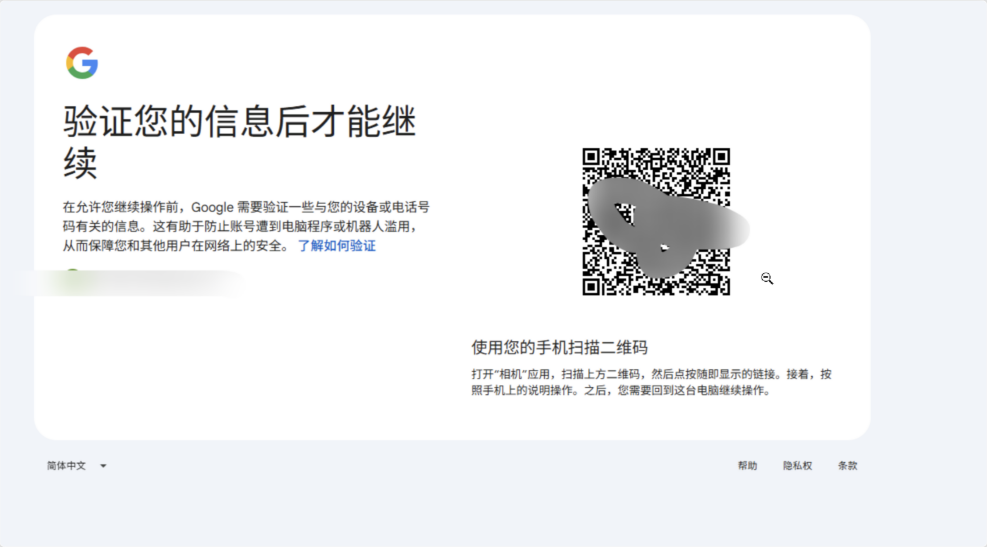 验证您的信息后才能继
续
在允许您继续操作前，Google 需要验证一些与您的设备或电话号
码有关的信息。这有助于防止账号遭到电脑程序或机器人滥用，
从而保障您和其他用户在网络上的安全。 了解如何验证
使用您的手机扫描二维码
打开“相机”应用，扫描上方二维码，然后点按随即显示的链接。接着，按
照手机上的说明操作。之后，您需要回到这台电脑继续操作。
简体中文
帮助 隐私权 条款